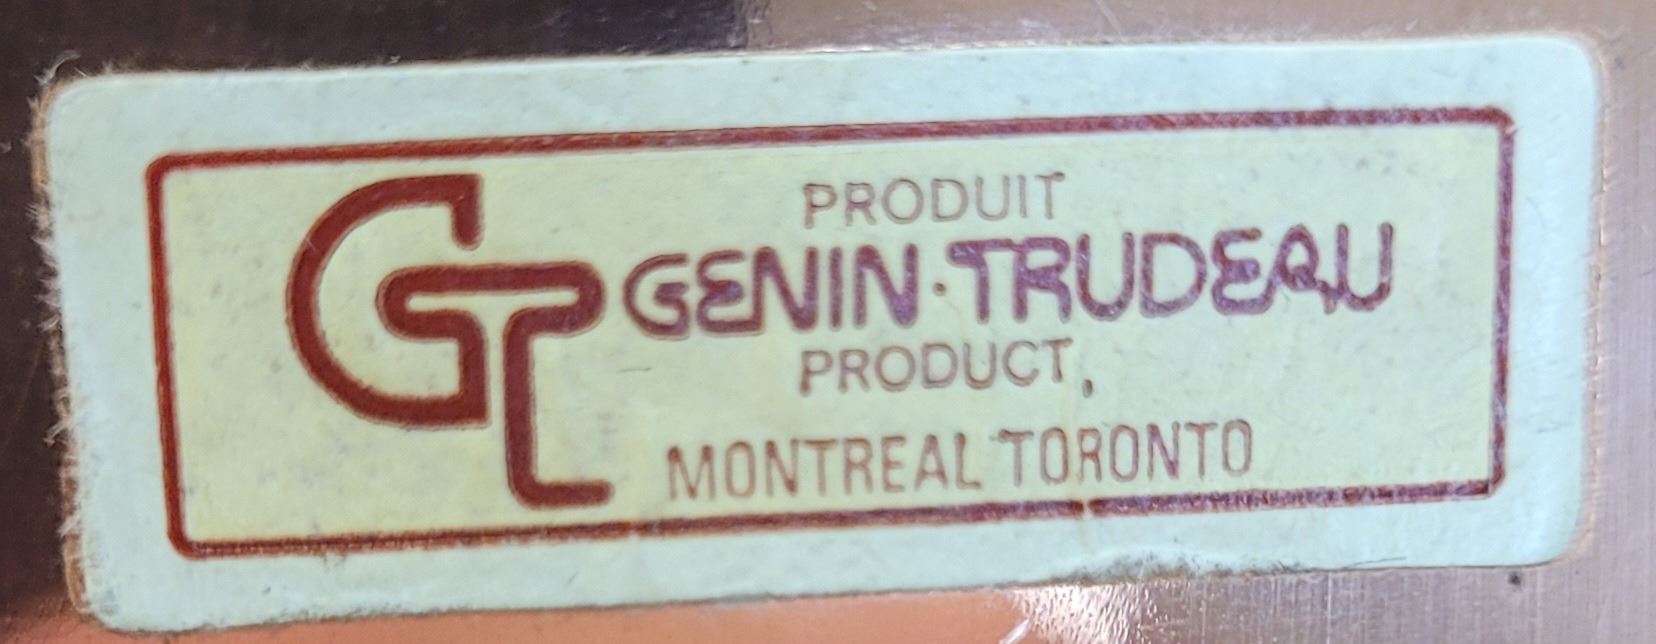 GT
PRODUIT
GENIN·TRUDEAU
PRODUCT,
MONTREAL TORONTO